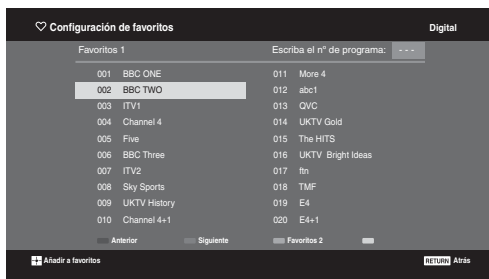 Configuración de favoritos Digital
Favoritos 1 Escriba el nº de programa: - - -
001 BBC ONE
002 BBC TWO
003 ITV1
004 Channel 4
005 Five
006 BBC Three
007 ITV2
008 Sky Sports
009 UKTV History
010 Channel 4+1
011 More 4
012 abc1
013 QVC
014 UKTV Gold
015 The HITS
016 UKTV Bright Ideas
017 ftn
018 TMF
019 E4
020 E4+1
Anterior Siguiente Favoritos 2
Añadir a favoritos RETURN Atrás